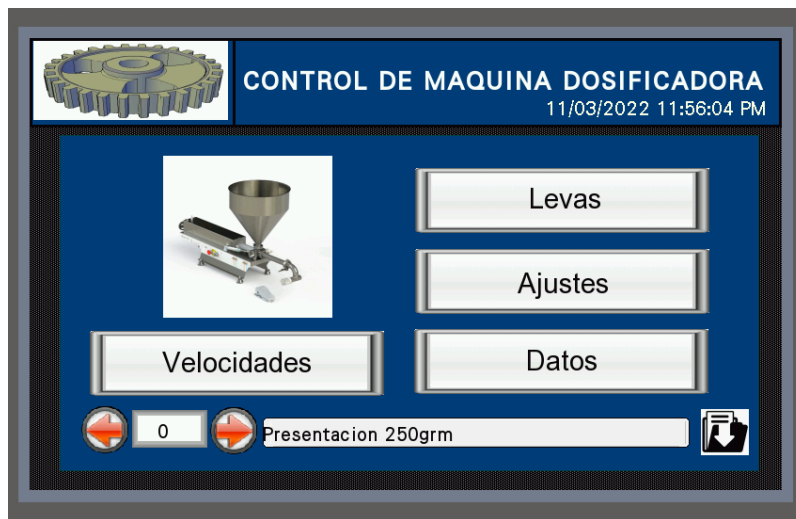 CONTROL DE MAQUINA DOSIFICADORA
11/03/2022 11:56:04 PM
Levas
Ajustes
Velocidades
Datos
0
Presentacion 250grm